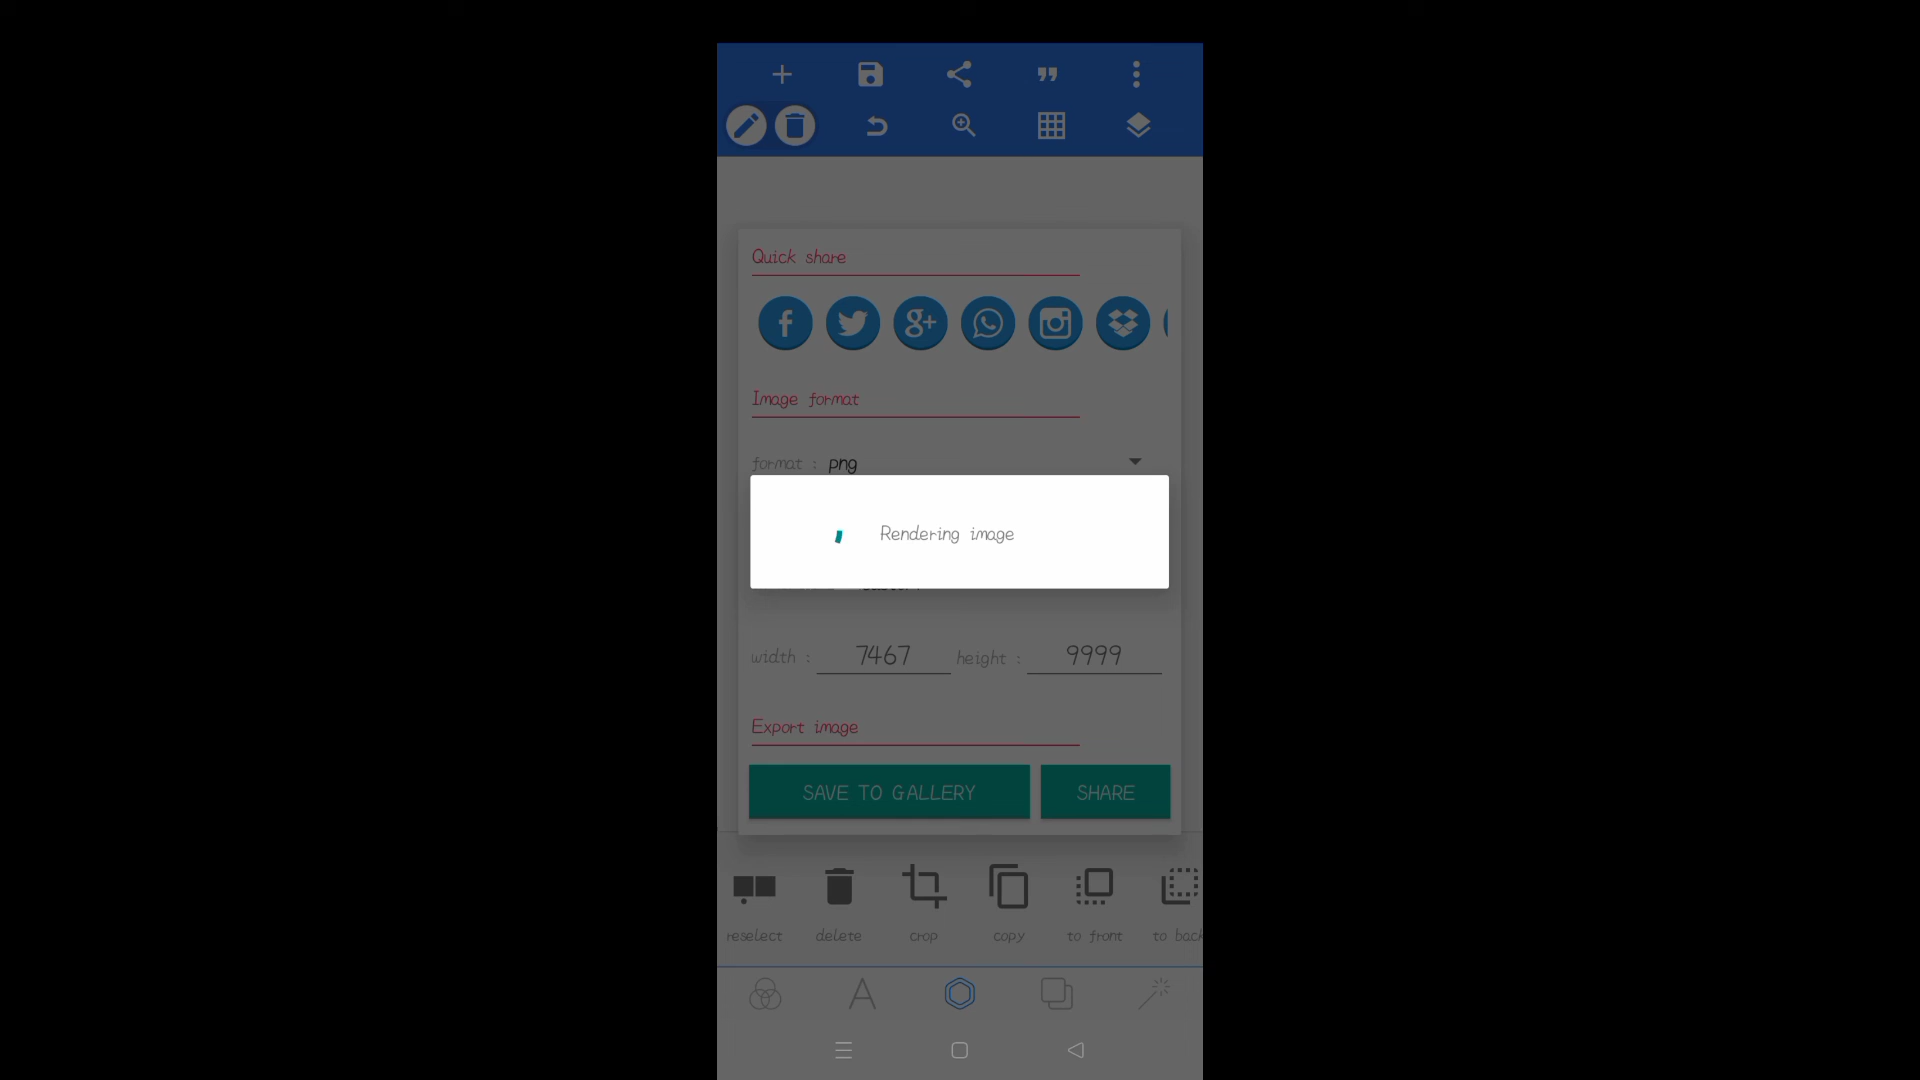 Quick share
Image format
format : png
Rendering image
width : 7467 height : 9999
Export image
SAVE TO GALLERY SHARE
reselect delete crop copy to front to back